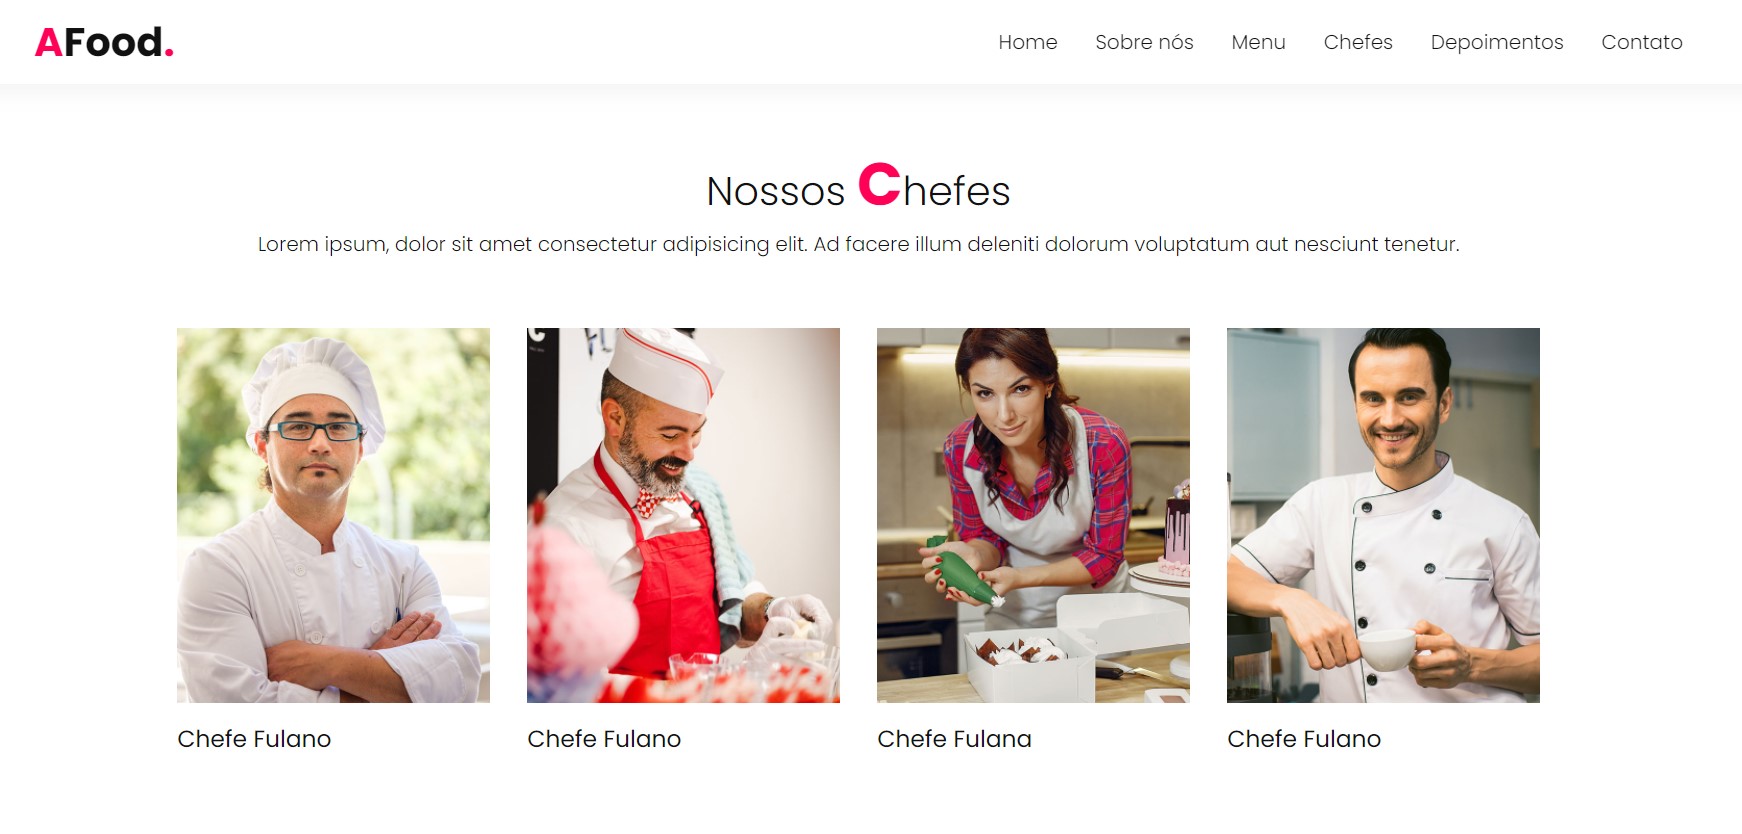 AFood.
Home Sobre nós Menu Chefes Depoimentos Contato
Nossos Chefes
Lorem ipsum, dolor sit amet consectetur adipisicing elit. Ad facere illum deleniti dolorum voluptatum aut nesciunt tenetur.
Chefe Fulano Chefe Fulano Chefe Fulana Chefe Fulano